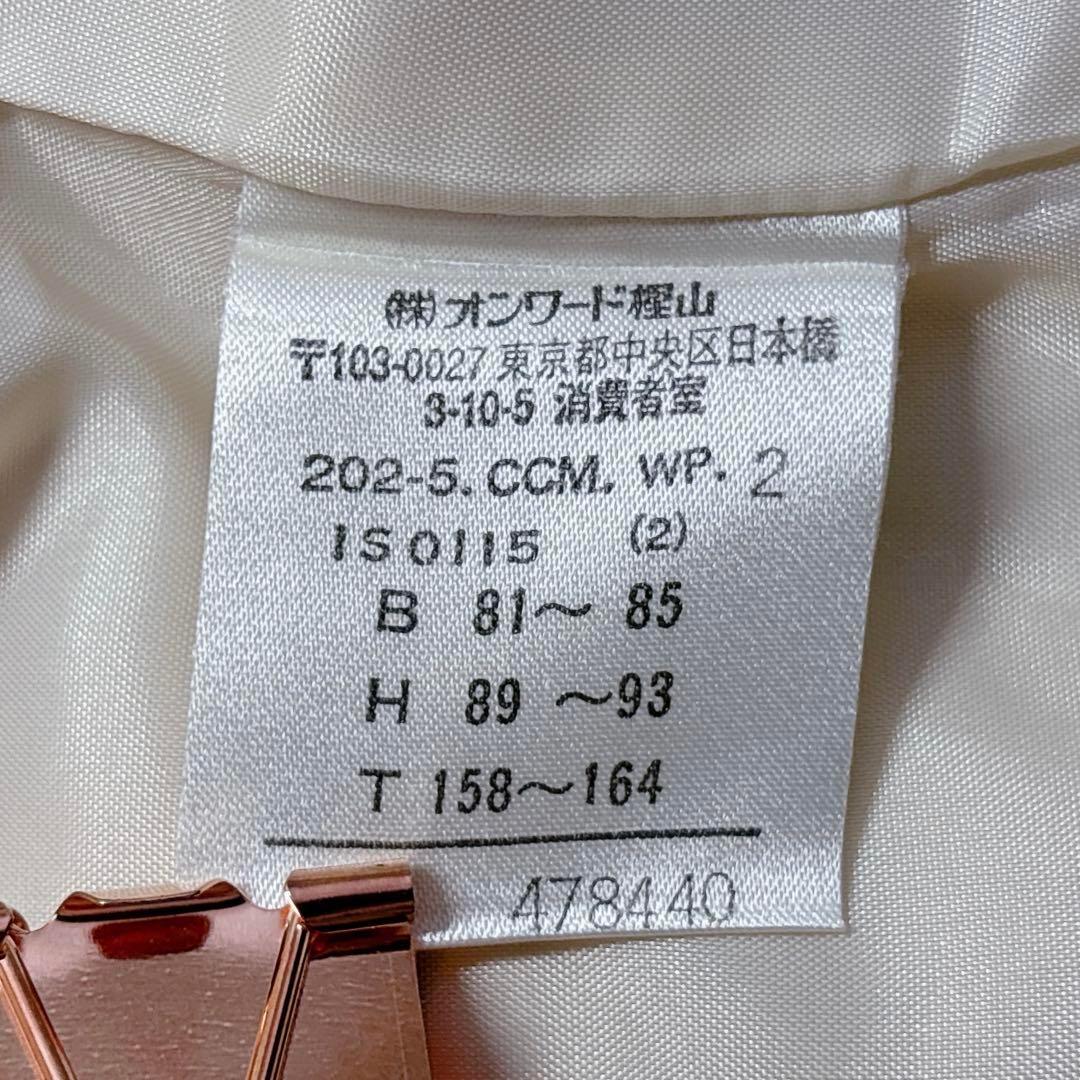 (株)オンワード樫山
〒103-0027 東京都中央区日本橋
3-10-5 消費者室
202-5. CCM. WP. 2
IS0115 (2)
B 81〜 85
H 89 〜93
T 158〜164
478440